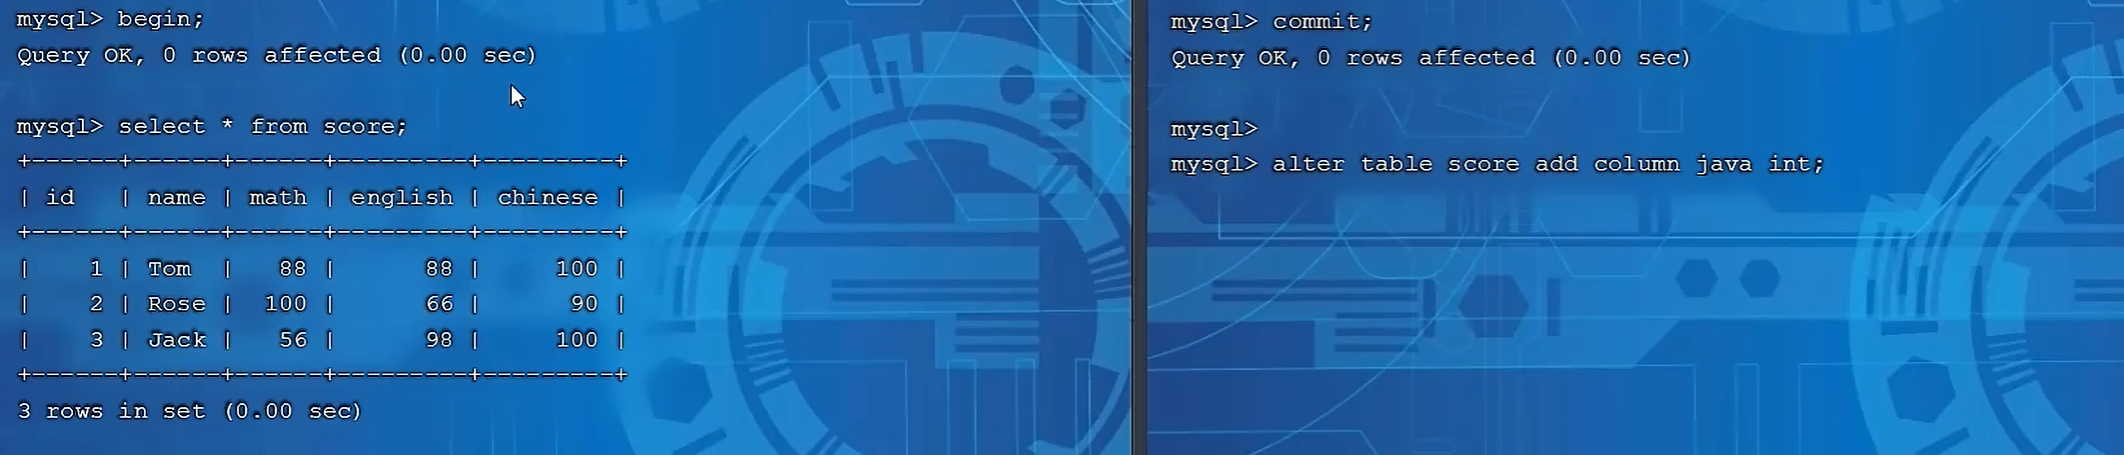 mysql> begin;
Query OK, 0 rows affected (0.00 sec)

mysql> select * from score;
+------+------+------+---------+---------+
| id   | name | math | english | chinese |
+------+------+------+---------+---------+
|    1 | Tom  |   88 |      88 |     100 |
|    2 | Rose |  100 |      66 |      90 |
|    3 | Jack |   56 |      98 |     100 |
+------+------+------+---------+---------+
3 rows in set (0.00 sec)
mysql> commit;
Query OK, 0 rows affected (0.00 sec)

mysql>
mysql> alter table score add column java int;